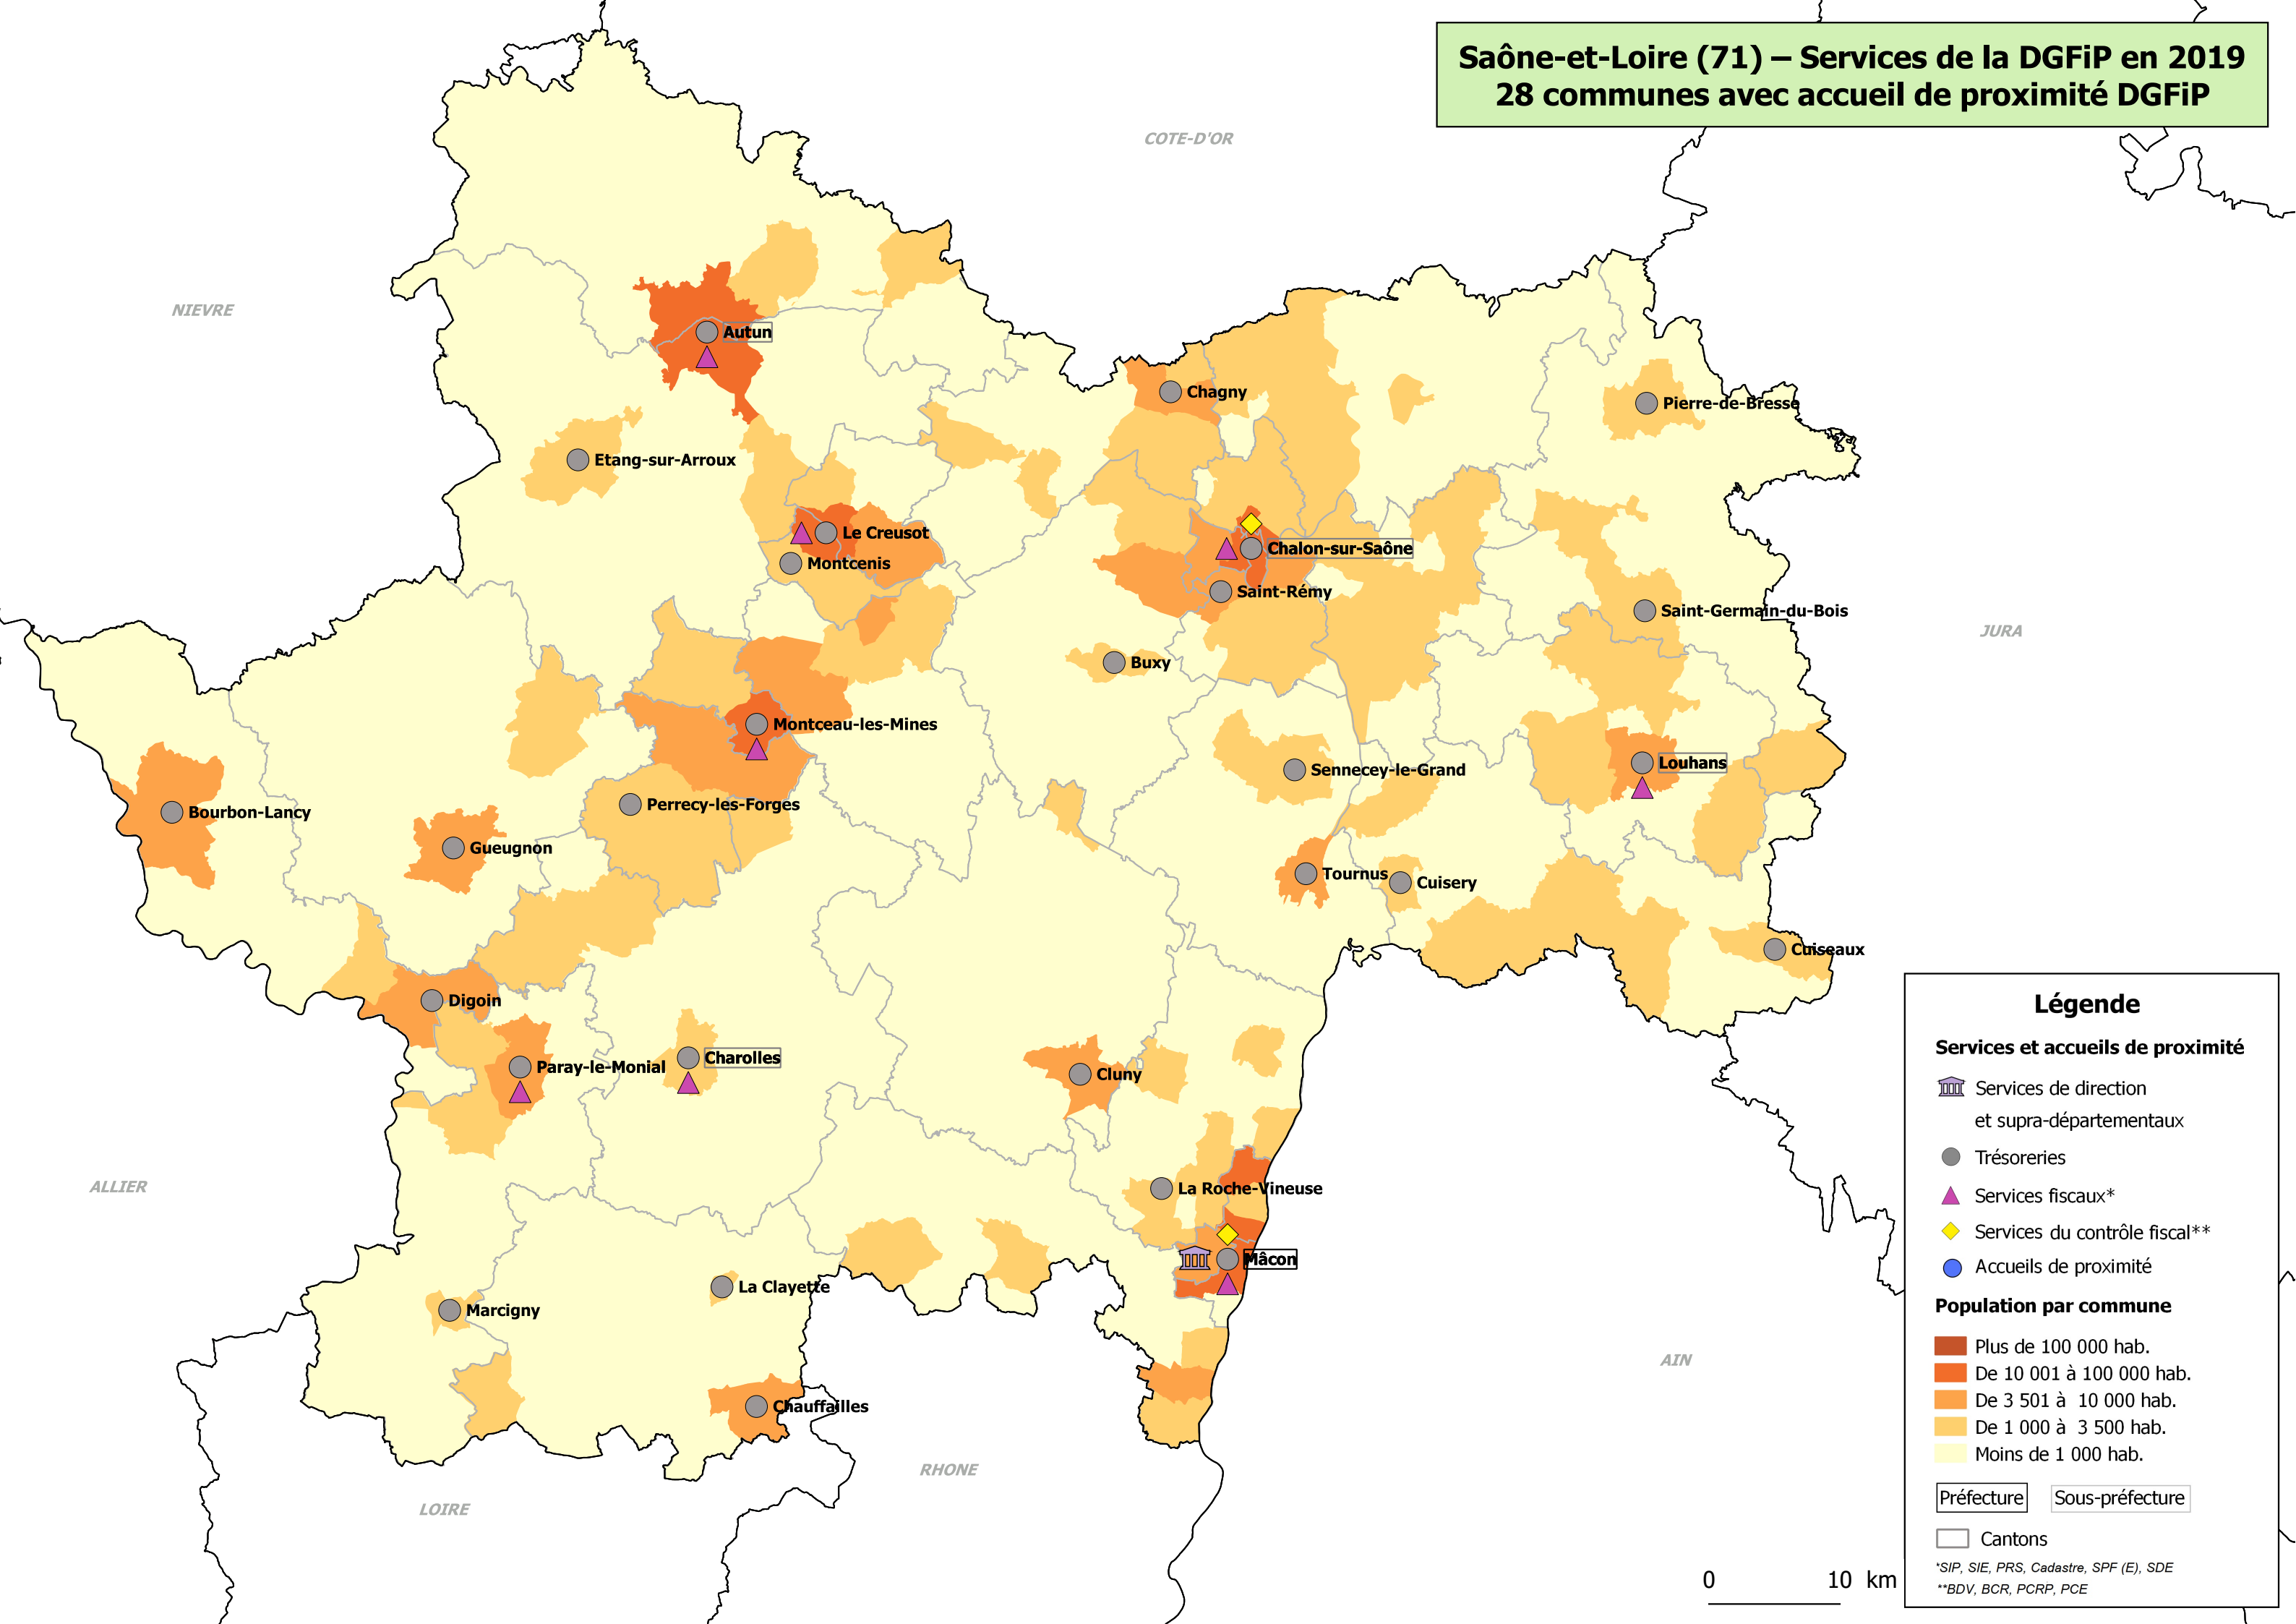 Saône-et-Loire (71) – Services de la DGFiP en 2019
28 communes avec accueil de proximité DGFiP
COTE-D'OR
NIEVRE
Autun
Chagny
Pierre-de-Bresse
Etang-sur-Arroux
Le Creusot
Chalon-sur-Saône
Montcenis
Saint-Rémy
Saint-Germain-du-Bois
JURA
Buxy
Montceau-les-Mines
Louhans
Sennecey-le-Grand
Perrecy-les-Forges
Bourbon-Lancy
Gueugnon
Tournus
Cuisery
Cuiseaux
Digoin
Charolles
Paray-le-Monial
Cluny
ALLIER
La Roche-Vineuse
Mâcon
La Clayette
Marcigny
AIN
Chauffailles
RHONE
LOIRE
Légende
Services et accueils de proximité
Services de direction
et supra-départementaux
Trésoreries
Services fiscaux*
Services du contrôle fiscal**
Accueils de proximité
Population par commune
Plus de 100 000 hab.
De 10 001 à 100 000 hab.
De 3 501 à 10 000 hab.
De 1 000 à 3 500 hab.
Moins de 1 000 hab.
Préfecture Sous-préfecture
Cantons
*SIP, SIE, PRS, Cadastre, SPF (E), SDE
**BDV, BCR, PCRP, PCE
0 10 km